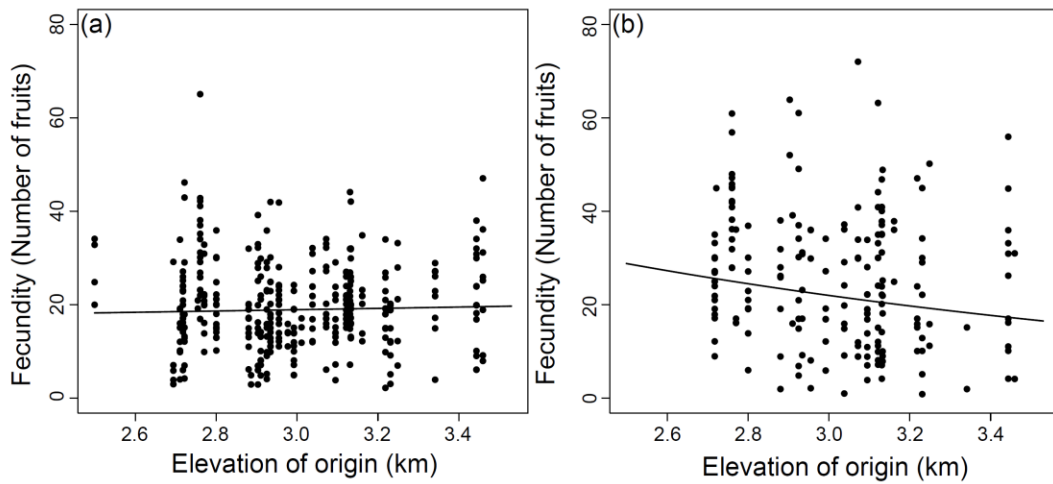 (a)
Fecundity (Number of fruits)
80
60
40
20
0
2.6 2.8 3.0 3.2 3.4
Elevation of origin (km)
(b)
Fecundity (Number of fruits)
80
60
40
20
0
2.6 2.8 3.0 3.2 3.4
Elevation of origin (km)